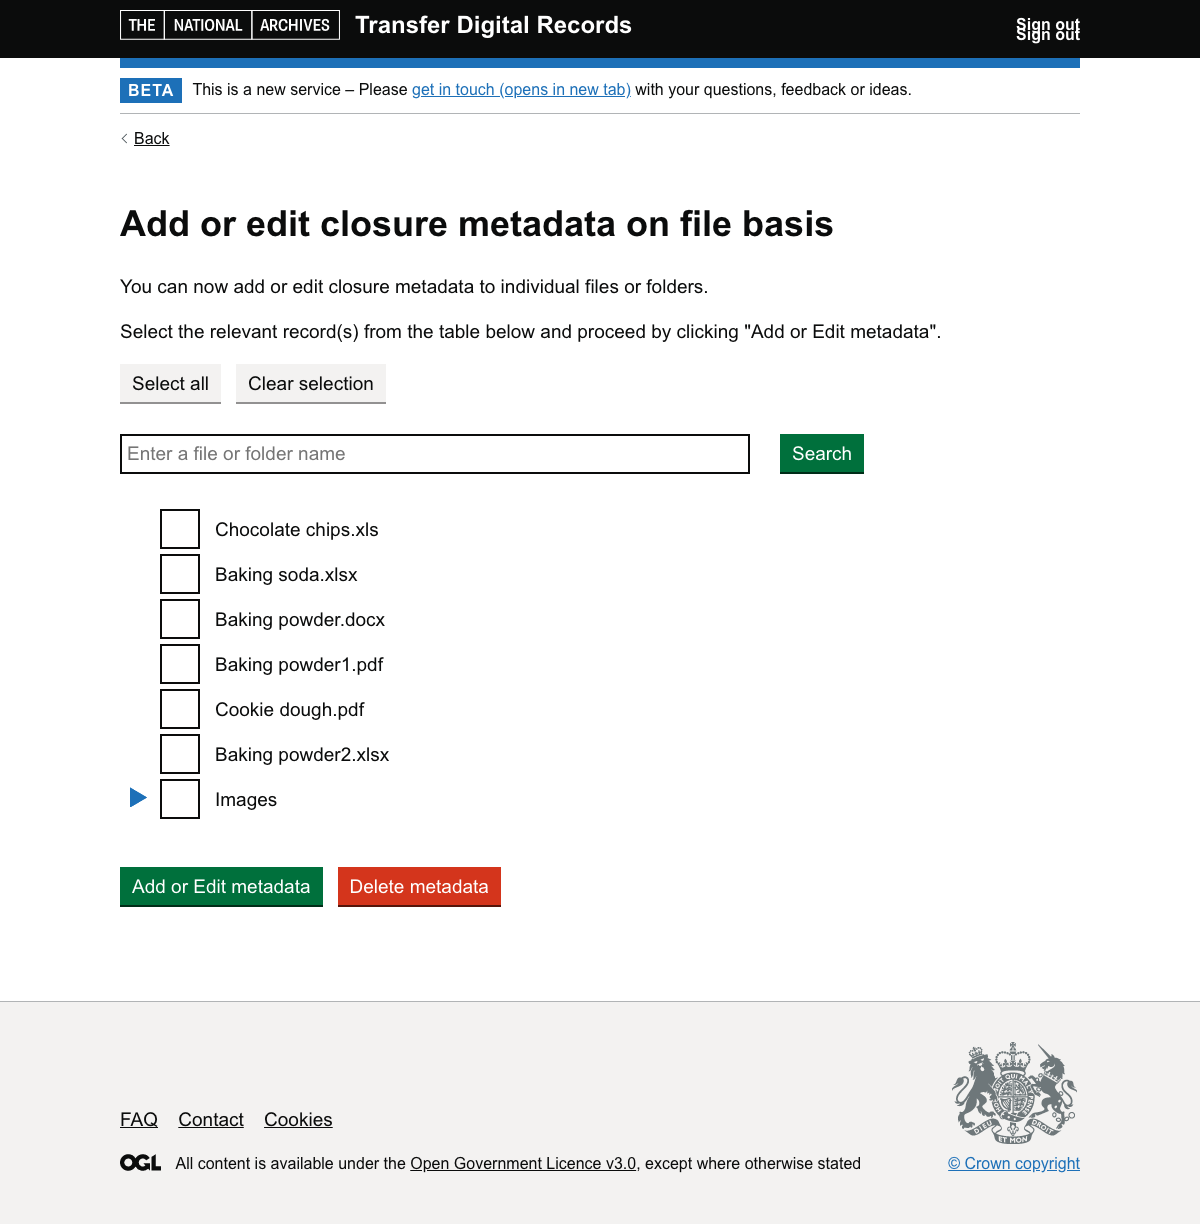 THE NATIONAL ARCHIVES Transfer Digital Records
Sign out
Sign out
BETA This is a new service – Please get in touch (opens in new tab) with your questions, feedback or ideas.
Back
Add or edit closure metadata on file basis
You can now add or edit closure metadata to individual files or folders.
Select the relevant record(s) from the table below and proceed by clicking "Add or Edit metadata".
Select all Clear selection
Enter a file or folder name Search
Chocolate chips.xls
Baking soda.xlsx
Baking powder.docx
Baking powder1.pdf
Cookie dough.pdf
Baking powder2.xlsx
Images
Add or Edit metadata Delete metadata
DIEU ET MON DROIT
FAQ Contact Cookies
OGL All content is available under the Open Government Licence v3.0, except where otherwise stated
© Crown copyright